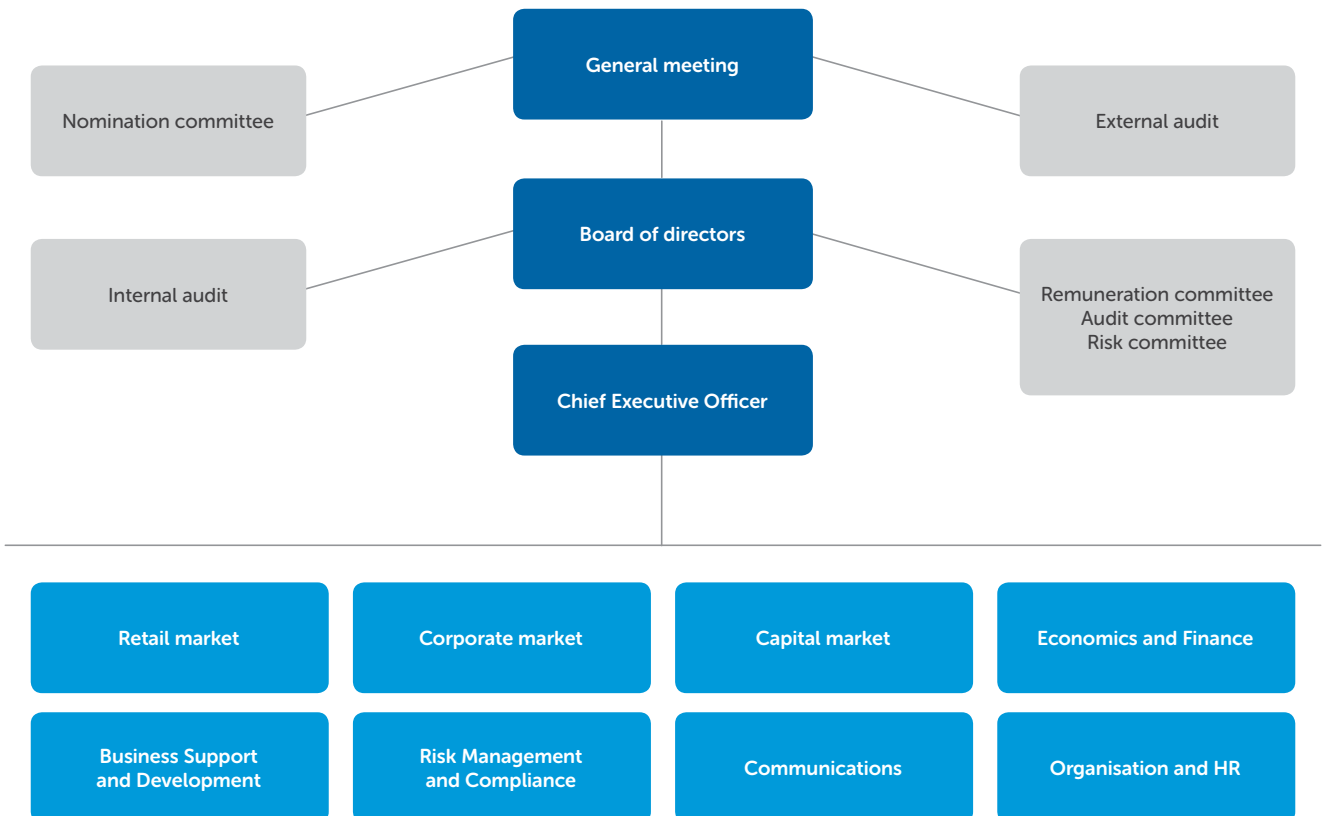 General meeting
Nomination committee
External audit
Board of directors
Internal audit
Remuneration committee
Audit committee
Risk committee
Chief Executive Officer
Retail market
Corporate market
Capital market
Economics and Finance
Business Support
and Development
Risk Management
and Compliance
Communications
Organisation and HR